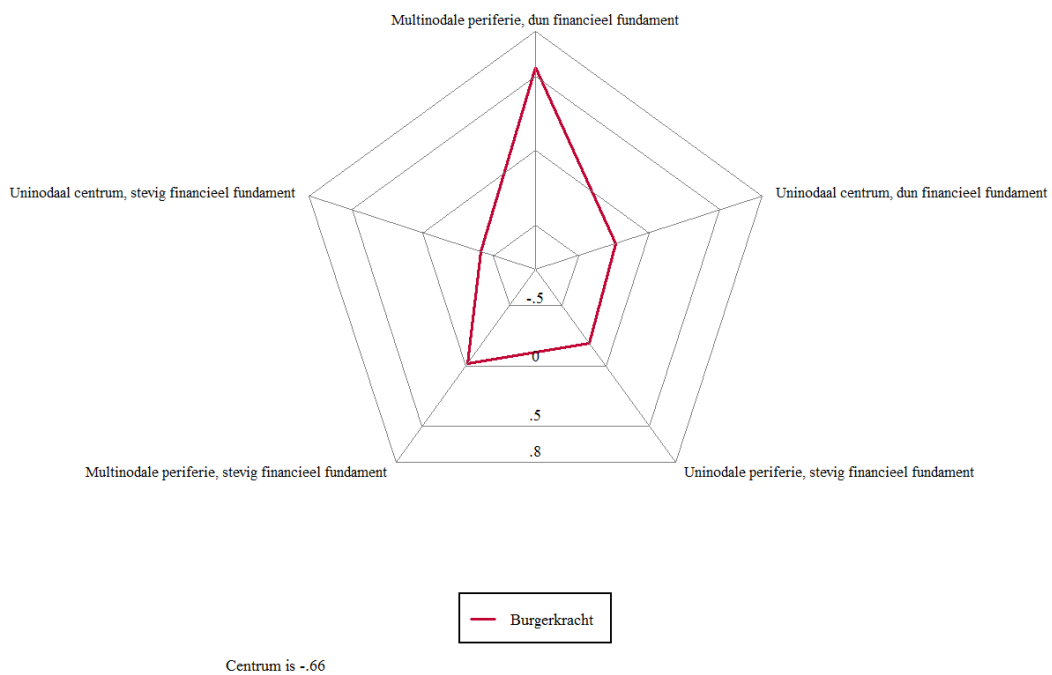 Multinodale periferie, dun financieel fundament
Uninodaal centrum, stevig financieel fundament
Uninodaal centrum, dun financieel fundament
-.5
0
.5
.8
Multinodale periferie, stevig financieel fundament
Uninodale periferie, stevig financieel fundament
Burgerkracht
Centrum is -.66